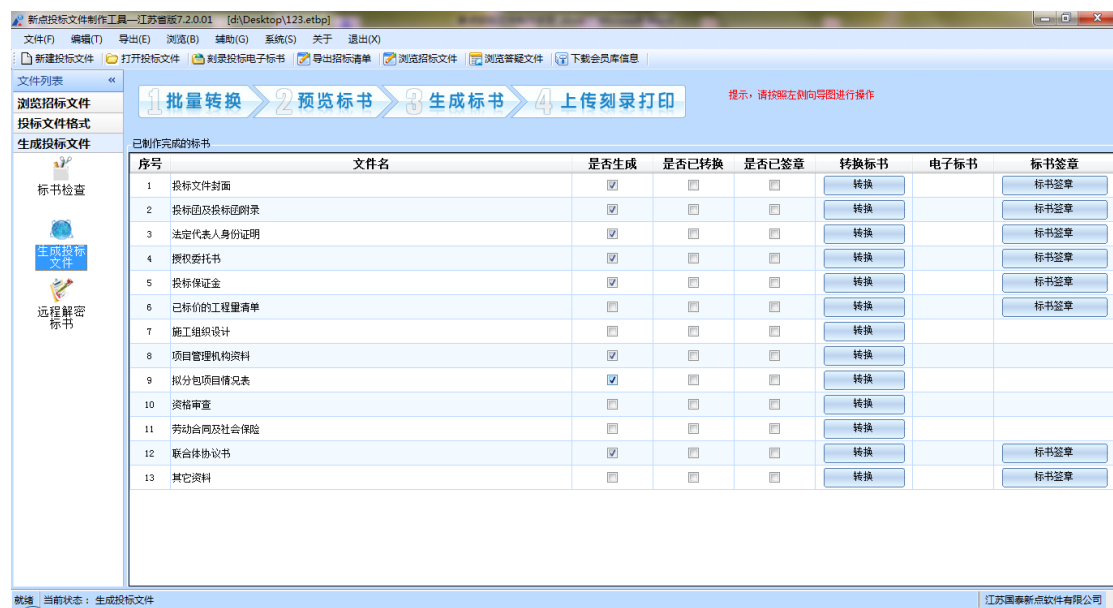 新点投标文件制作工具—江苏省版7.2.0.01 [d:\Desktop\123.etbp]
文件(F) 编辑(T) 导出(E) 浏览(B) 辅助(G) 系统(S) 关于 退出(X)
新建投标文件 打开投标文件 刻录投标电子标书 导出招标清单 浏览招标文件 浏览答疑文件 下载会员库信息
文件列表 «
浏览招标文件
投标文件格式
生成投标文件
标书检查
生成投标
文件
远程解密
标书
1 批量转换 2 预览标书 3 生成标书 4 上传刻录打印
提示，请按照左侧向导图进行操作
已制作完成的标书
序号 文件名 是否生成 是否已转换 是否已签章 转换标书 电子标书 标书签章
1 投标文件封面 转换 标书签章
2 投标函及投标函附录 转换 标书签章
3 法定代表人身份证明 转换 标书签章
4 授权委托书 转换 标书签章
5 投标保证金 转换 标书签章
6 已标价的工程量清单 转换 标书签章
7 施工组织设计 转换
8 项目管理机构资料 转换
9 拟分包项目情况表 转换
10 资格审查 转换
11 劳动合同及社会保险 转换
12 联合体协议书 转换 标书签章
13 其它资料 转换 标书签章
就绪 当前状态：生成投标文件 江苏国泰新点软件有限公司